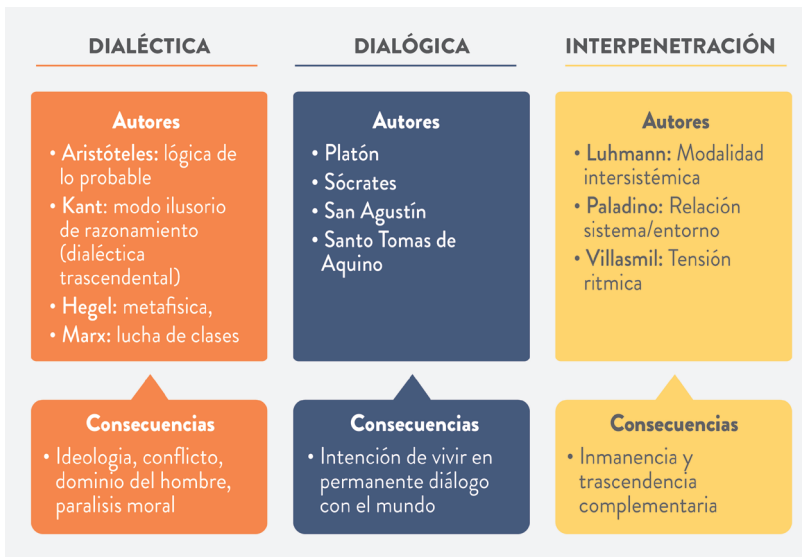 DIALÉCTICA
Autores
• Aristóteles: lógica de
lo probable
• Kant: modo ilusorio
de razonamiento
(dialéctica
trascendental)
• Hegel: metafisica,
• Marx: lucha de clases
Consecuencias
• Ideologia, conflicto,
dominio del hombre,
paralisis moral
DIALÓGICA
Autores
• Platón
• Sócrates
• San Agustín
• Santo Tomas de
Aquino
Consecuencias
• Intención de vivir en
permanente diálogo
con el mundo
INTERPENETRACIÓN
Autores
• Luhmann: Modalidad
intersistémica
• Paladino: Relación
sistema/entorno
• Villasmil: Tensión
ritmica
Consecuencias
• Inmanencia y
trascendencia
complementaria